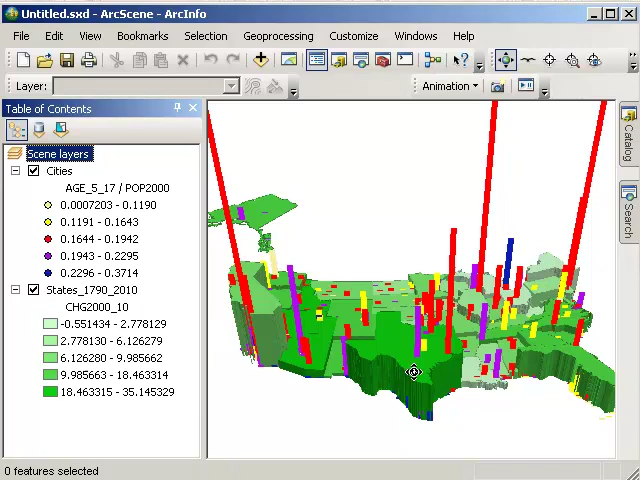 Untitled.sxd - ArcScene - ArcInfo
File Edit View Bookmarks Selection Geoprocessing Customize Windows Help
Layer: Animation
Table of Contents
Scene layers
Cities
AGE_5_17 / POP2000
0.0007203 - 0.1190
0.1191 - 0.1643
0.1644 - 0.1942
0.1943 - 0.2295
0.2296 - 0.3714
States_1790_2010
CHG2000_10
-0.551434 - 2.778129
2.778130 - 6.126279
6.126280 - 9.985662
9.985663 - 18.463314
18.463315 - 35.145329
Catalog
Search
0 features selected